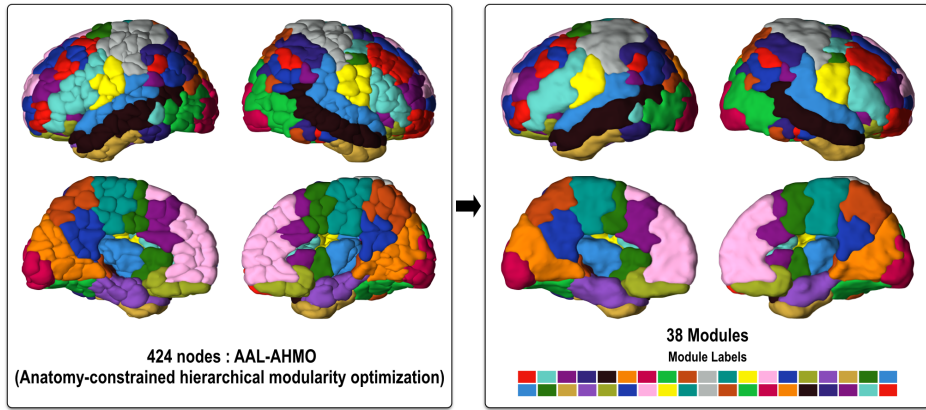 424 nodes : AAL-AHMO
(Anatomy-constrained hierarchical modularity optimization)
38 Modules
Module Labels